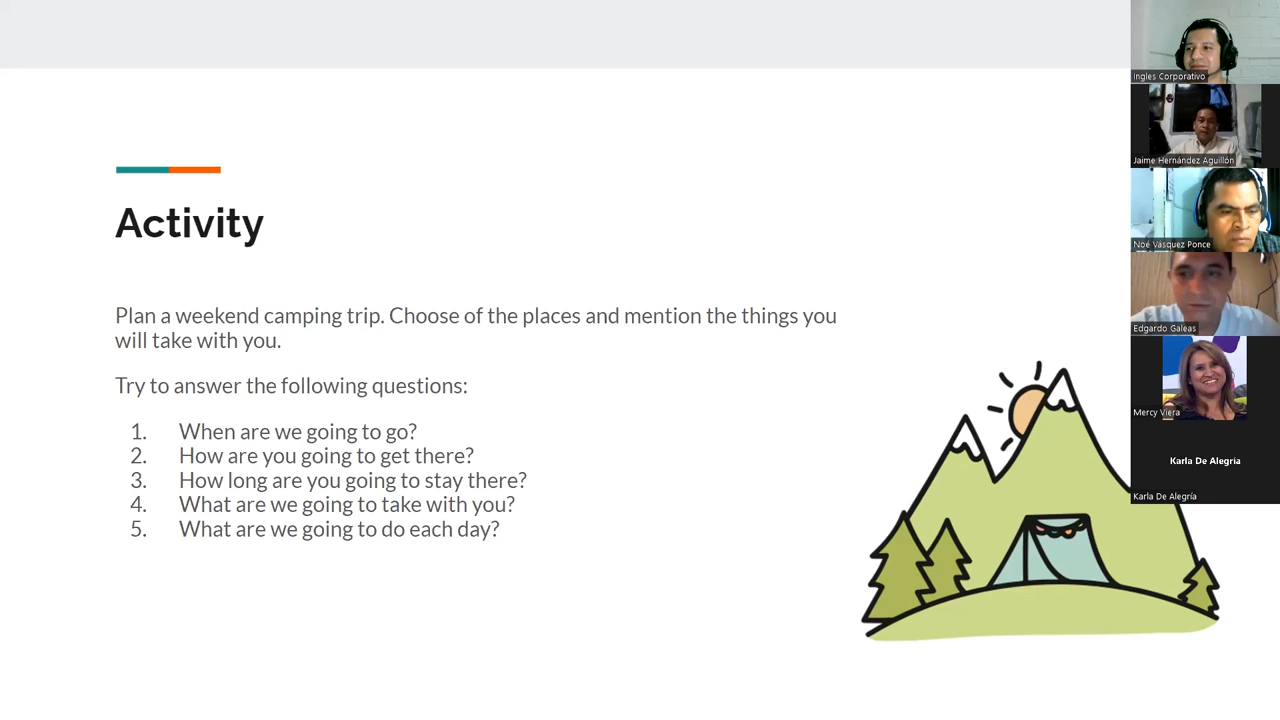 Activity
Plan a weekend camping trip. Choose of the places and mention the things you
will take with you.
Try to answer the following questions:
1. When are we going to go?
2. How are you going to get there?
3. How long are you going to stay there?
4. What are we going to take with you?
5. What are we going to do each day?
Ingles Corporativo
Jaime Hernández Aguillón
Noé Vásquez Ponce
Edgardo Galeas
Mercy Viera
Karla De Alegria
Karla De Alegría